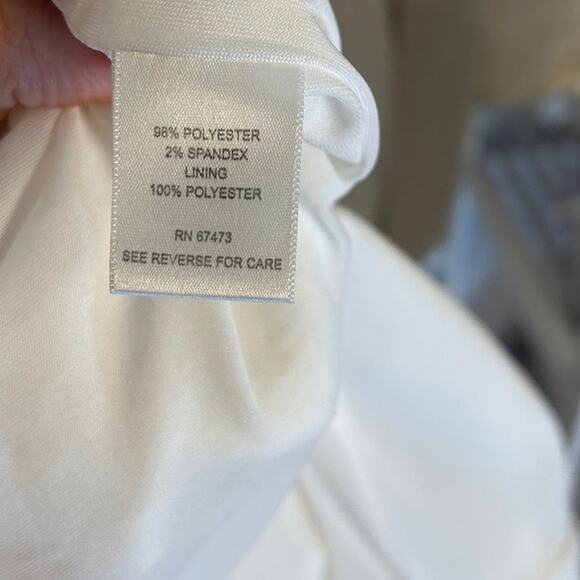 98% POLYESTER
2% SPANDEX
LINING
100% POLYESTER
RN 67473
SEE REVERSE FOR CARE